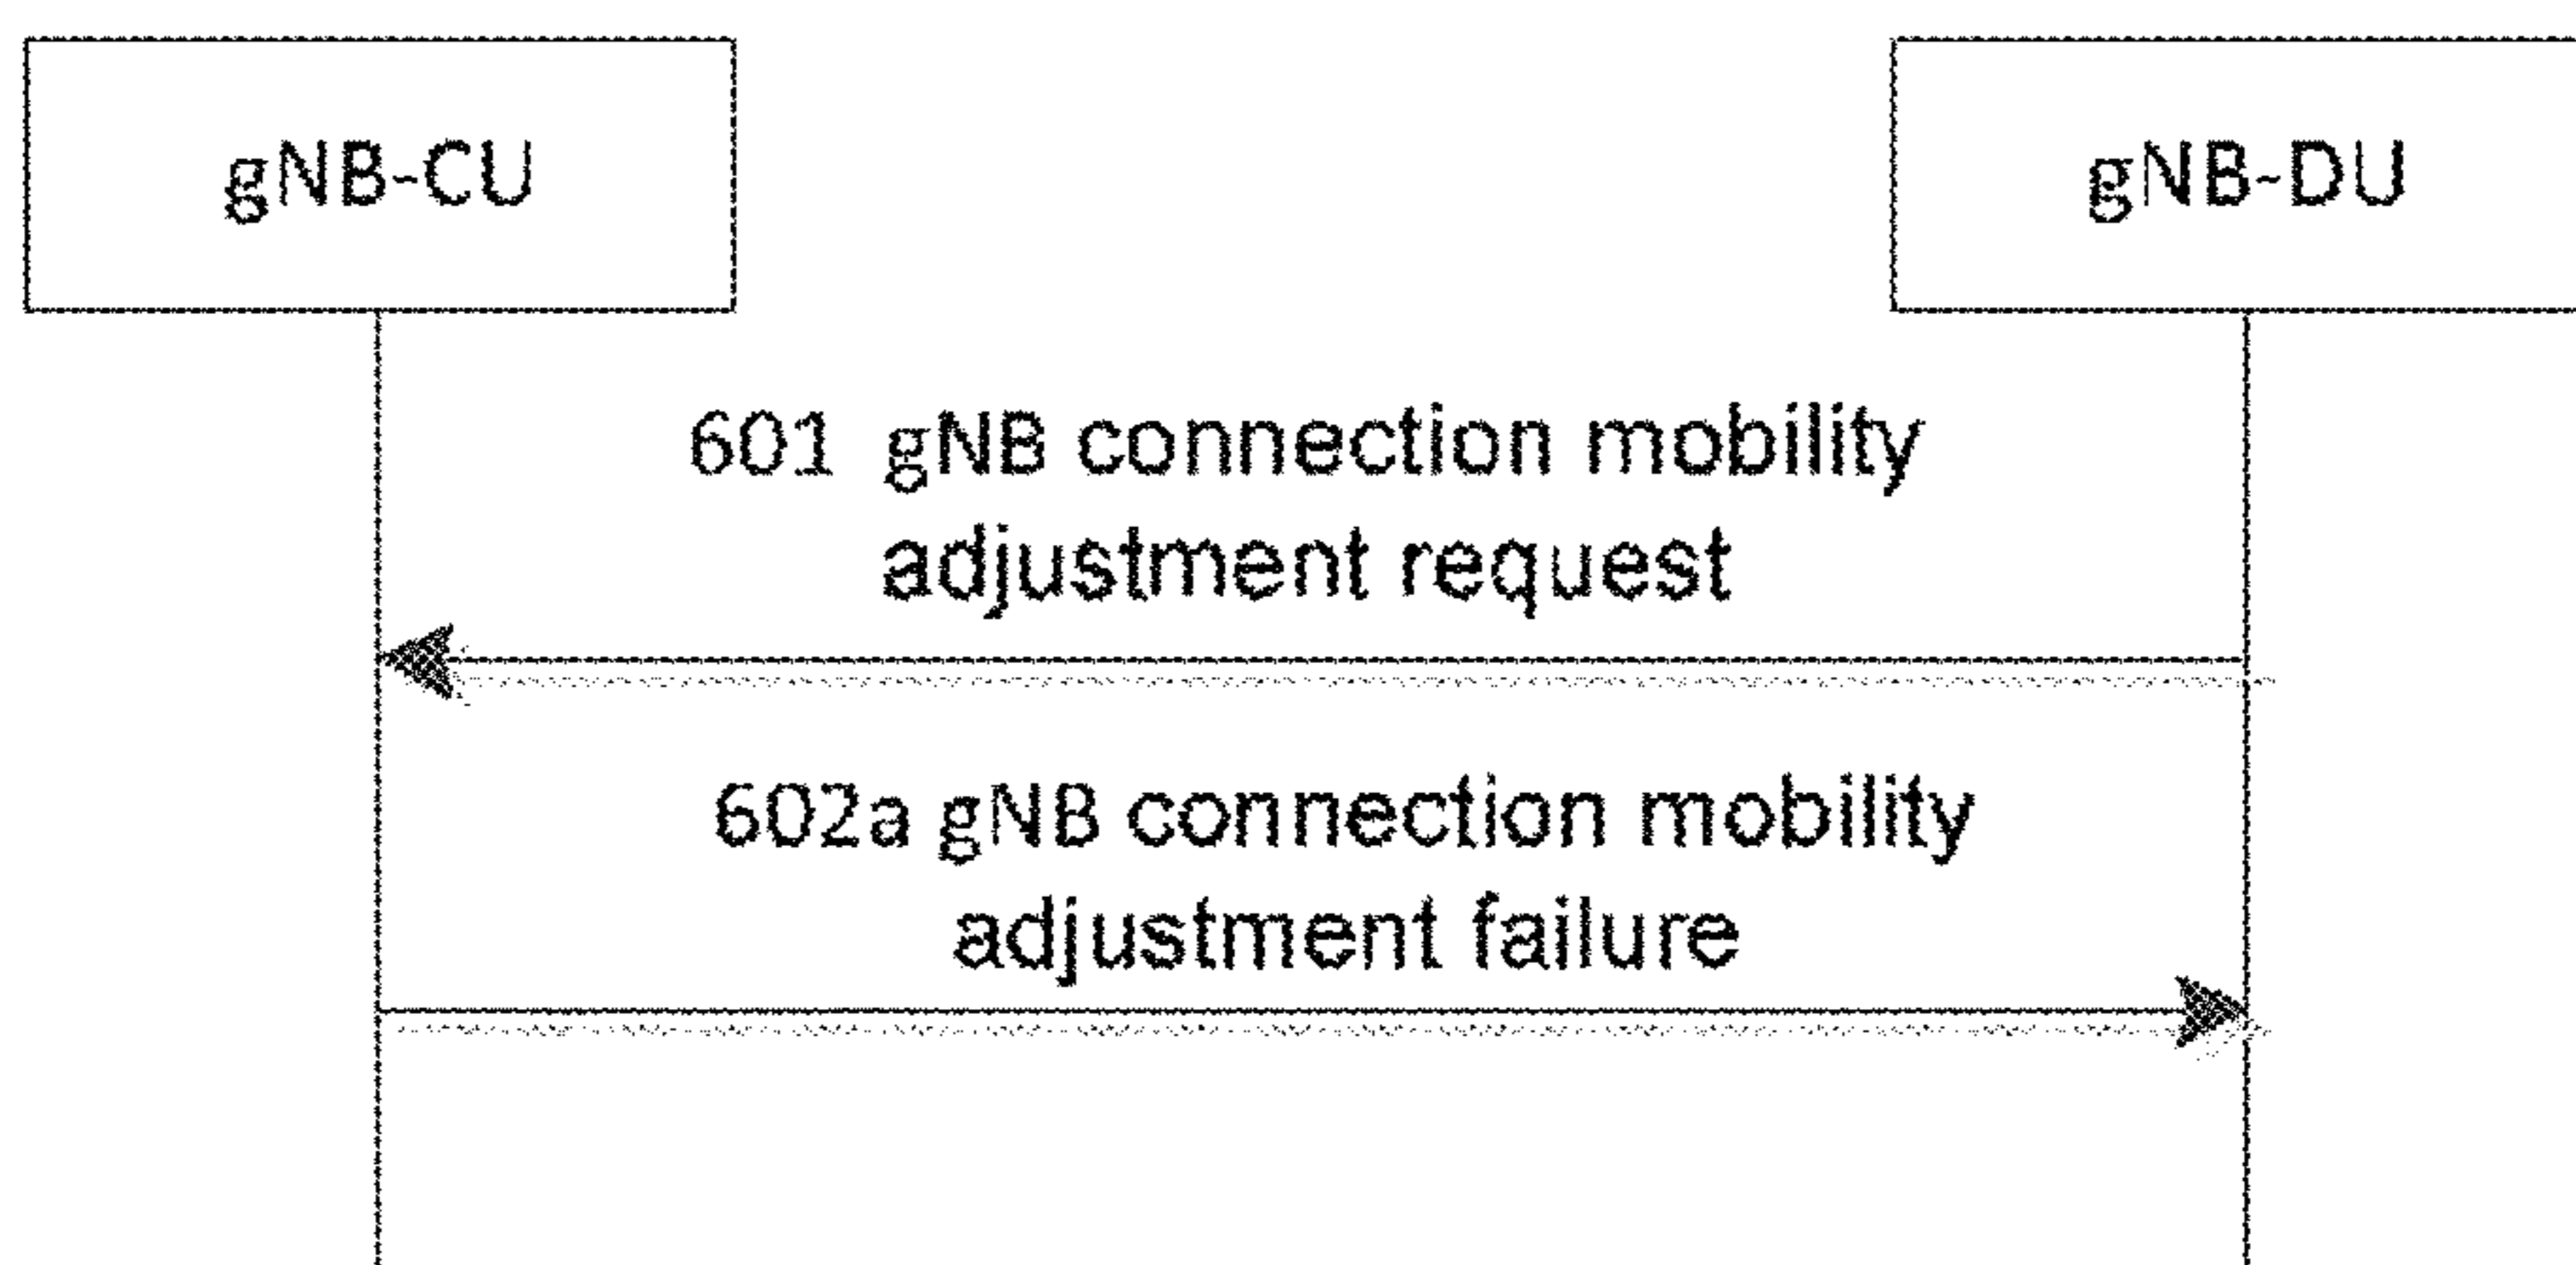 gNB-CU
gNB-DU
601 gNB connection mobility
adjustment request
602a gNB connection mobility
adjustment failure